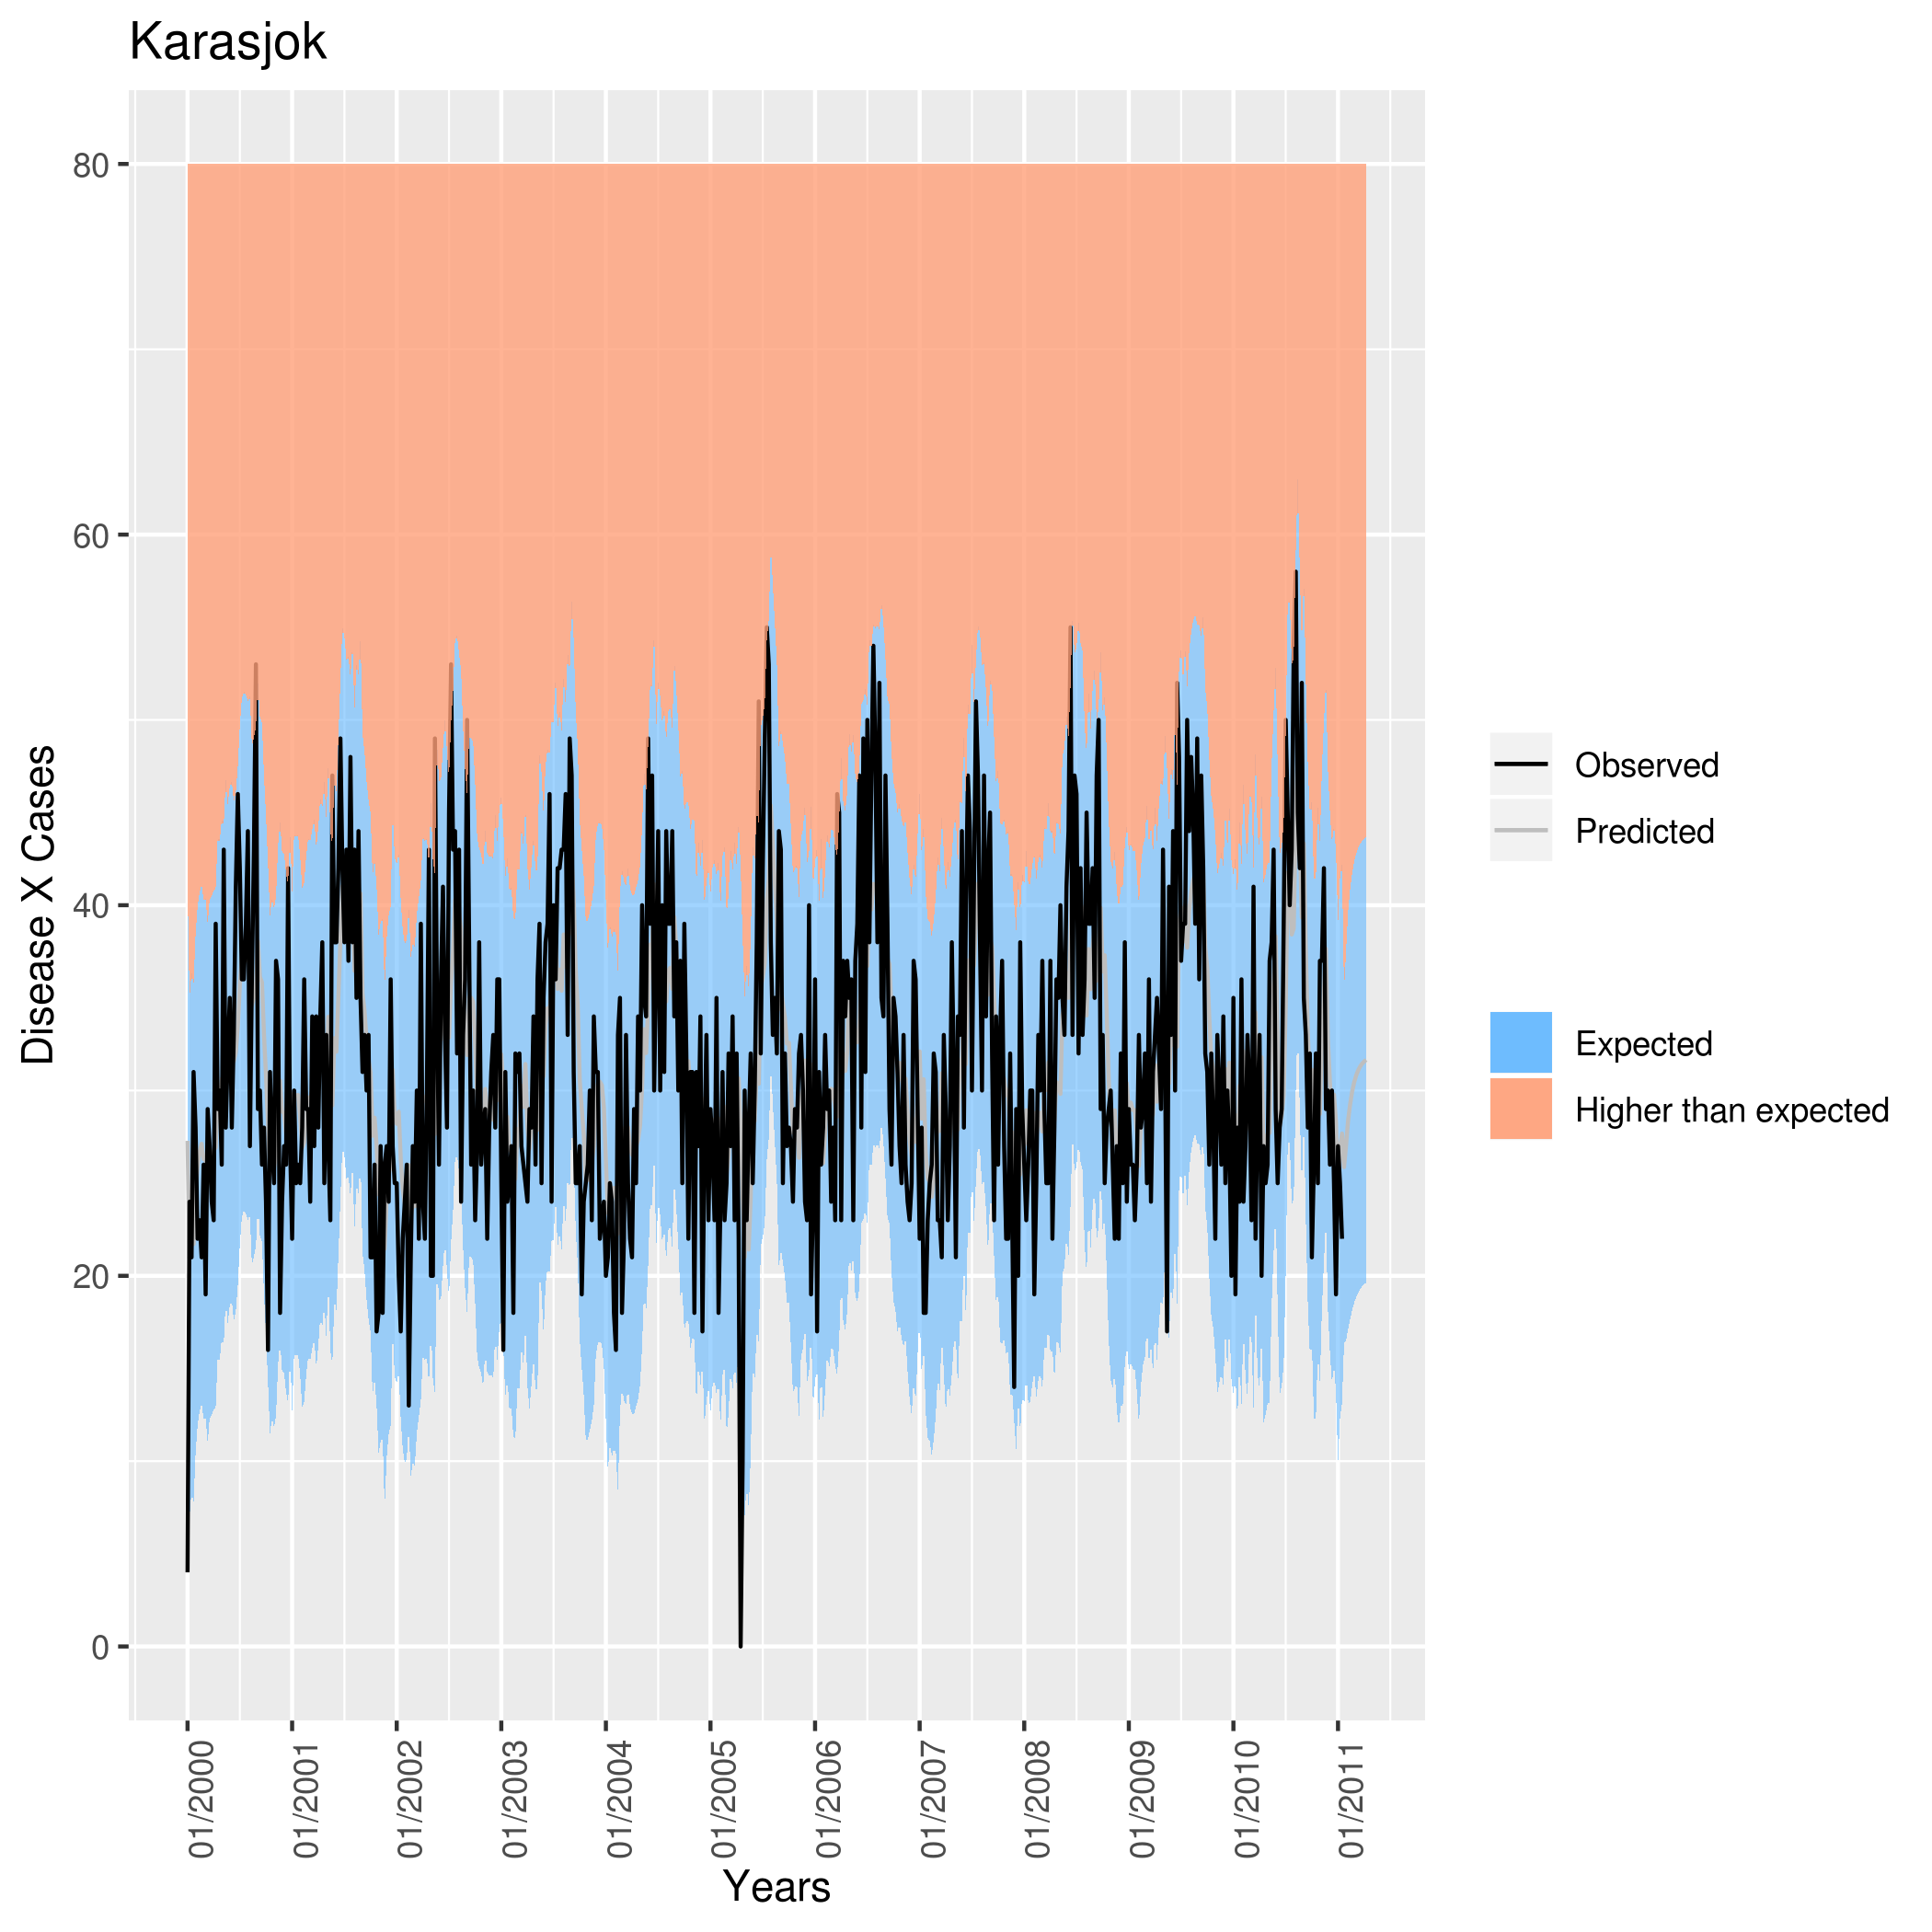 Karasjok
80
60
40
20
0
Disease X Cases
01/2000
01/2001
01/2002
01/2003
01/2004
01/2005
01/2006
01/2007
01/2008
01/2009
01/2010
01/2011
Years
Observed
Predicted
Expected
Higher than expected